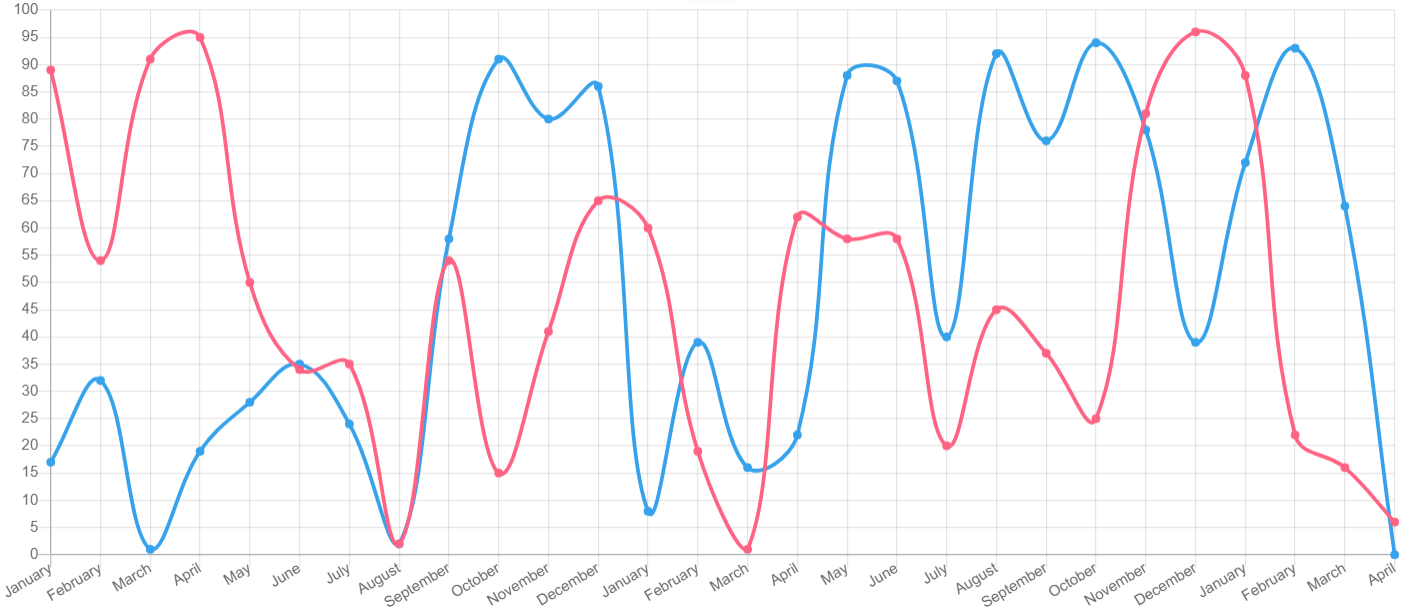 100
95
90
85
80
75
70
65
60
55
50
45
40
35
30
25
20
15
10
5
0
January
February
March
April
May
June
July
August
September
October
November
December
January
February
March
April
May
June
July
August
September
October
November
December
January
February
March
April